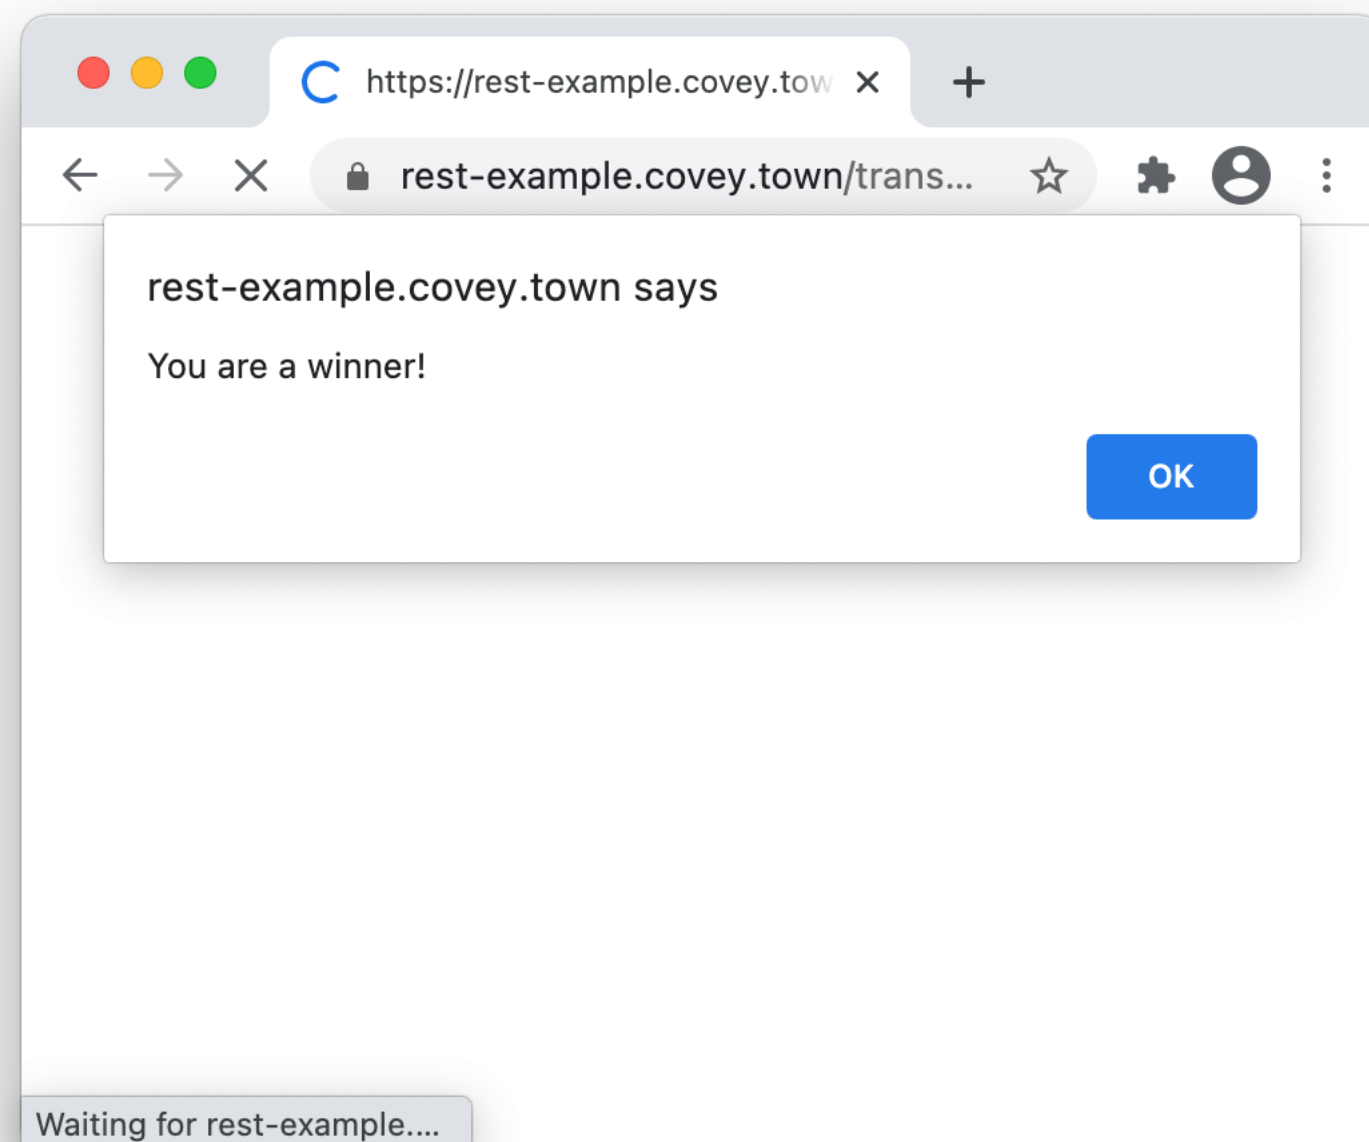 https://rest-example.covey.tow
rest-example.covey.town/trans...
rest-example.covey.town says
You are a winner!
OK
Waiting for rest-example....